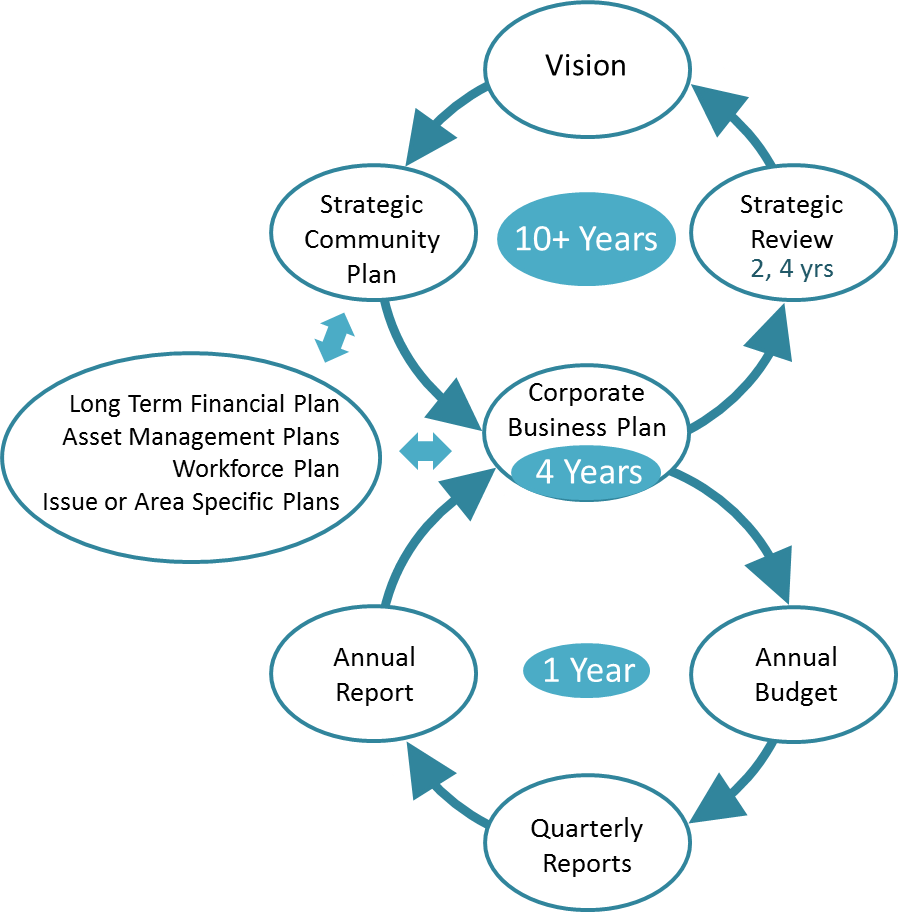 Vision
Strategic
Community
Plan
10+ Years
Strategic
Review
2, 4 yrs
Long Term Financial Plan
Asset Management Plans
Workforce Plan
Issue or Area Specific Plans
Corporate
Business Plan
4 Years
Annual
Report
1 Year
Annual
Budget
Quarterly
Reports